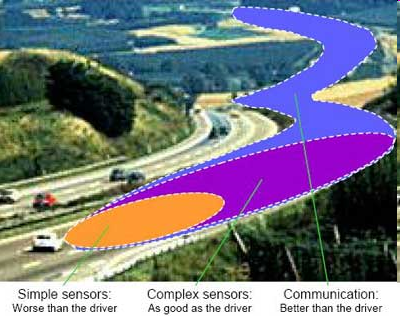 Simple sensors: Complex sensors: Communication:
Worse than the driver As good as the driver Better than the driver